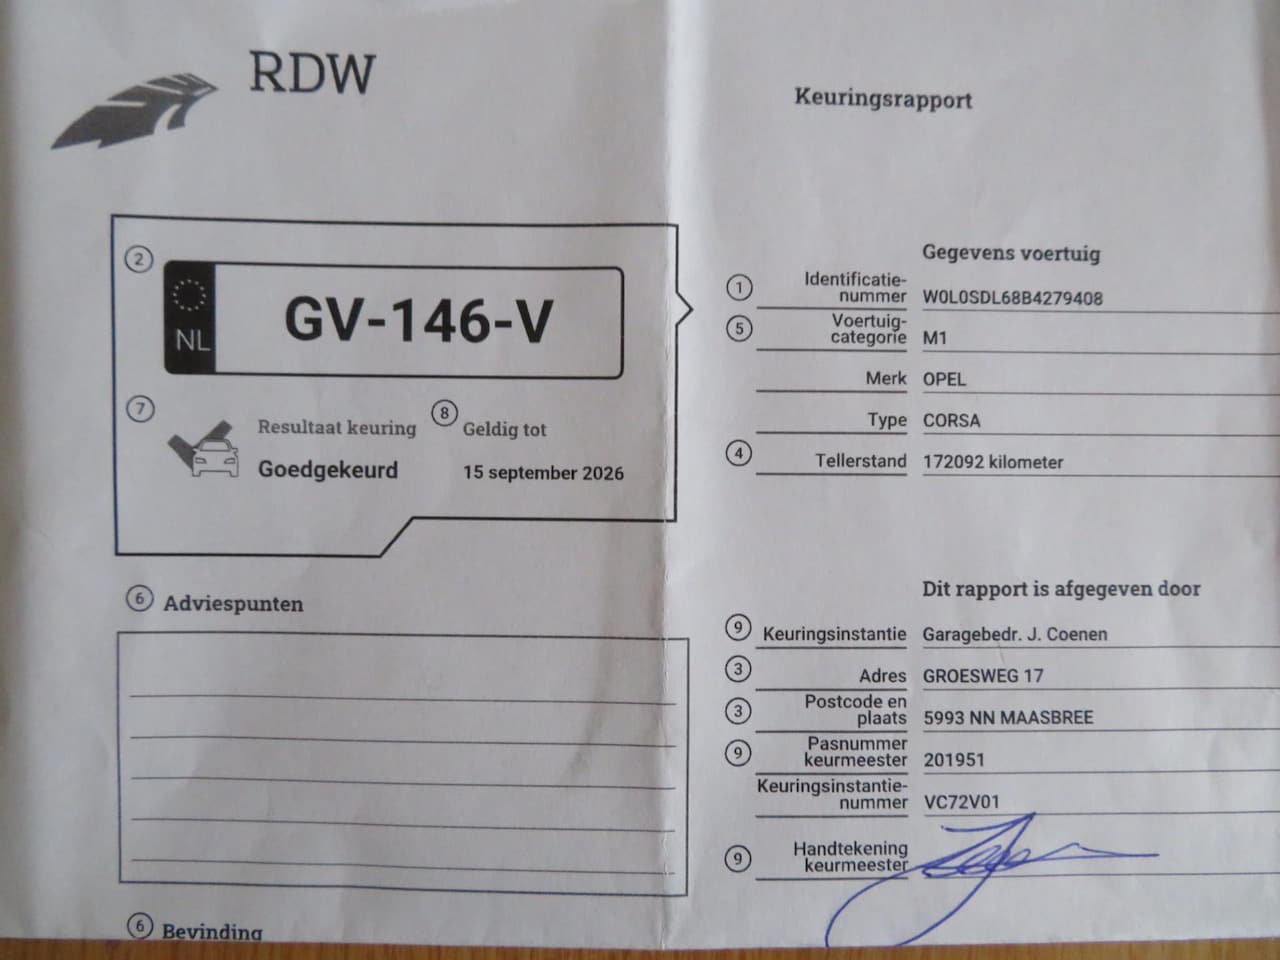 RDW
Keuringsrapport
2
NL
GV-146-V
7
Resultaat keuring
Goedgekeurd
8
Geldig tot
15 september 2026
Gegevens voertuig
1 Identificatie-
nummer W0L0SDL68B4279408
5 Voertuig-
categorie M1
Merk OPEL
Type CORSA
4 Tellerstand 172092 kilometer
6 Adviespunten
Dit rapport is afgegeven door
9 Keuringsinstantie Garagebedr. J. Coenen
3 Adres GROESWEG 17
3 Postcode en
plaats 5993 NN MAASBREE
9 Pasnummer
keurmeester 201951
Keuringsinstantie-
nummer VC72V01
9 Handtekening
keurmeester
6 Bevinding